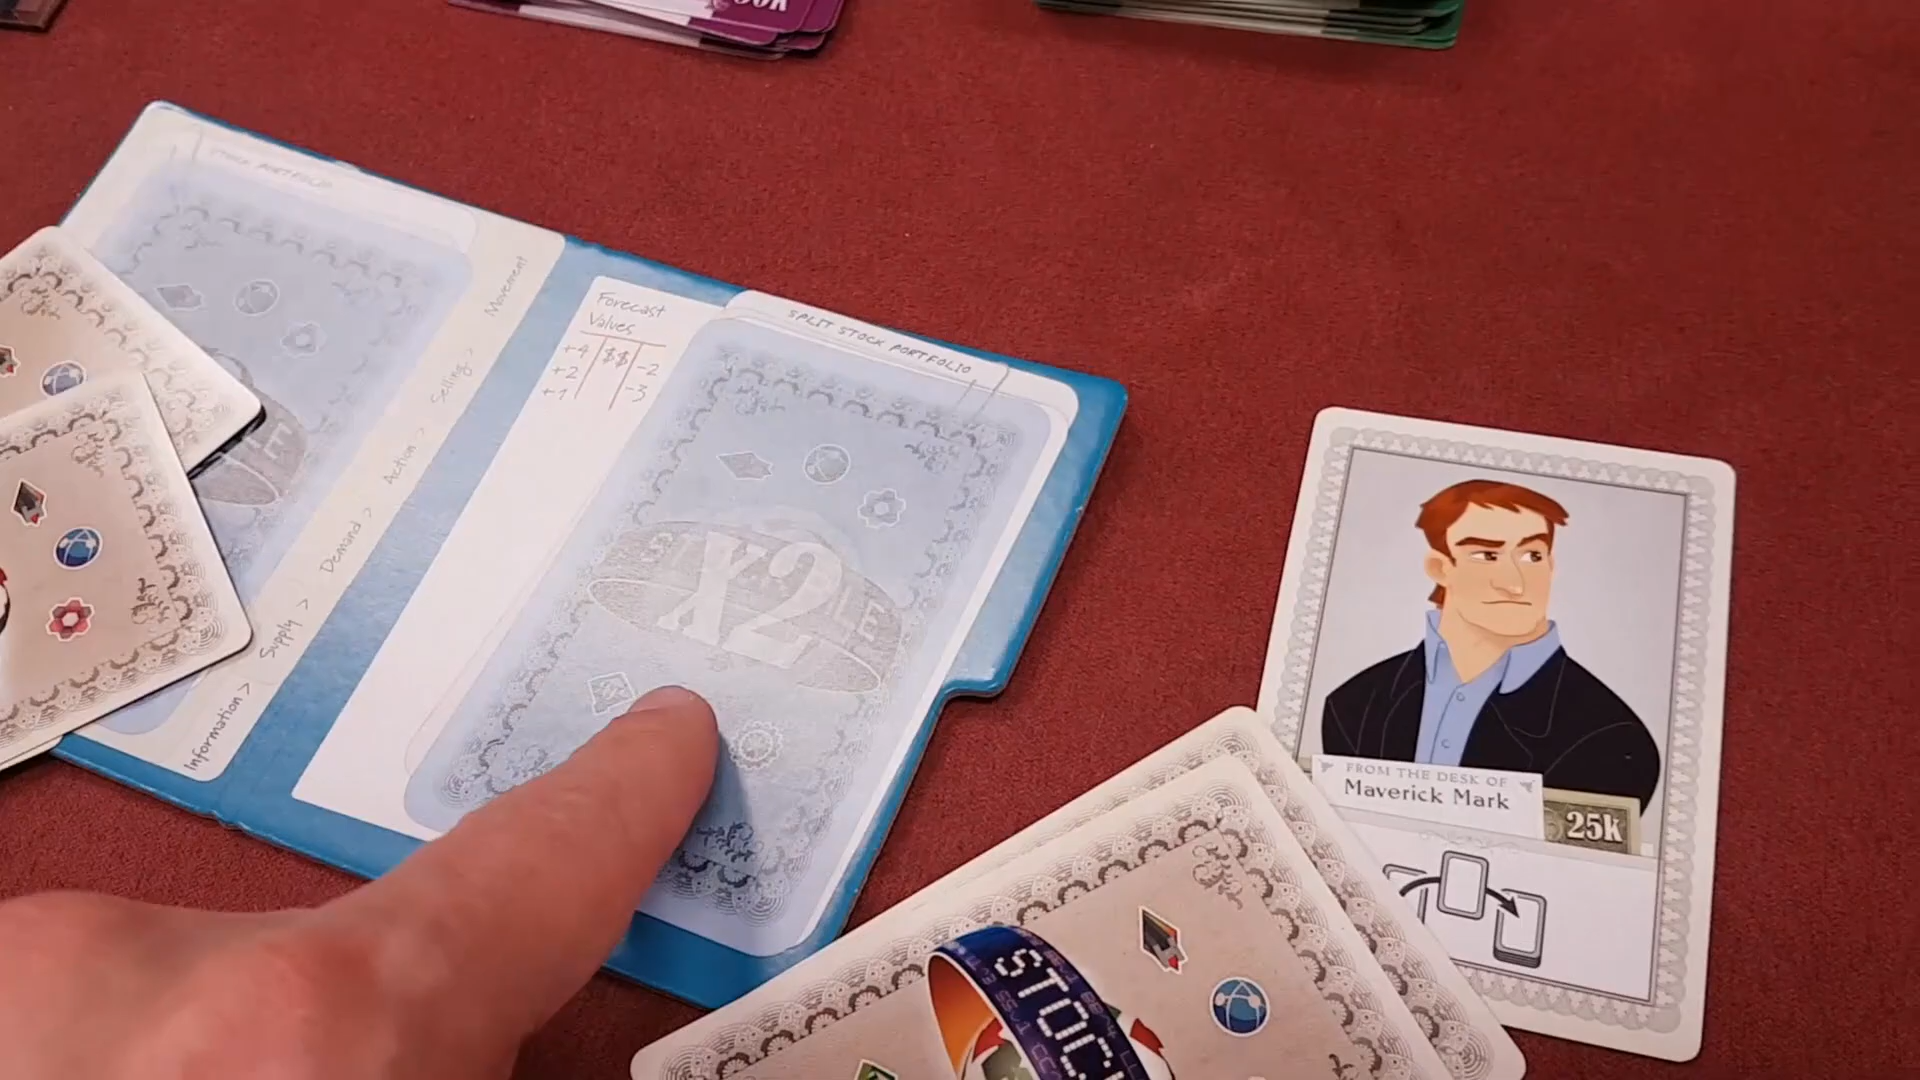 STOCK PORTFOLIO
Information >
Supply >
Demand >
Action >
Selling >
Movement
Forecast
Values
+4 $$ -2
+2 -3
+1
SPLIT STOCK PORTFOLIO
x2
FROM THE DESK OF
Maverick Mark
25k
STOC